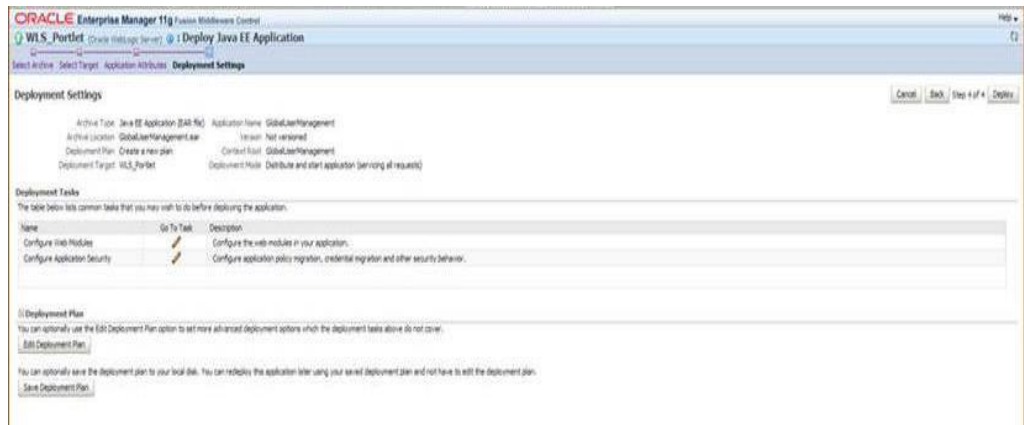 ORACLE Enterprise Manager 11g Fusion Middleware Control
Help
WLS_Portlet (Oracle WebLogic Server) : Deploy Java EE Application
Select Archive Select Target Application Attributes Deployment Settings
Deployment Settings
Cancel Back Step 4 of 4 Deploy
Archive Type Java EE Application (EAR file) Application Name GlobalUserManagement
Archive Location GlobalUserManagement.ear Version Not versioned
Deployment Plan Create a new plan Context Root GlobalUserManagement
Deployment Target WLS_Portlet Deployment Mode Distribute and start application (servicing all requests)
Deployment Tasks
The table below lists common tasks that you may wish to do before deploying the application.
Name Go To Task Description
Configure Web Modules Configure the web modules in your application.
Configure Application Security Configure application policy migration, credential migration and other security behavior.
Deployment Plan
You can optionally use the Edit Deployment Plan option to set more advanced deployment options which the deployment tasks above do not cover.
Edit Deployment Plan
You can optionally save the deployment plan to your local disk. You can redeploy this application later using your saved deployment plan and not have to edit the deployment plan.
Save Deployment Plan